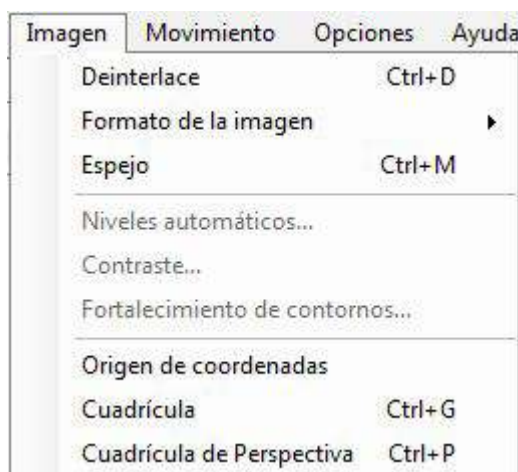 Imagen Movimiento Opciones Ayuda
Deinterlace Ctrl+D
Formato de la imagen
Espejo Ctrl+M
Niveles automáticos...
Contraste...
Fortalecimiento de contornos...
Origen de coordenadas
Cuadrícula Ctrl+G
Cuadrícula de Perspectiva Ctrl+P